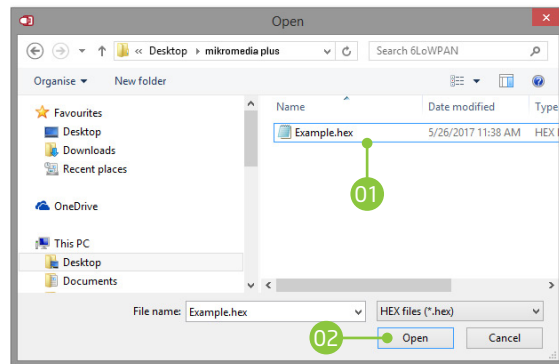 Open
« Desktop ▸ mikromedia plus
Search 6LoWPAN
Organise
New folder
Favourites
Desktop
Downloads
Recent places
OneDrive
This PC
Desktop
Documents
Name
Date modified
Type
Example.hex
5/26/2017 11:38 AM
HEX
01
File name:
Example.hex
HEX files (*.hex)
02
Open
Cancel